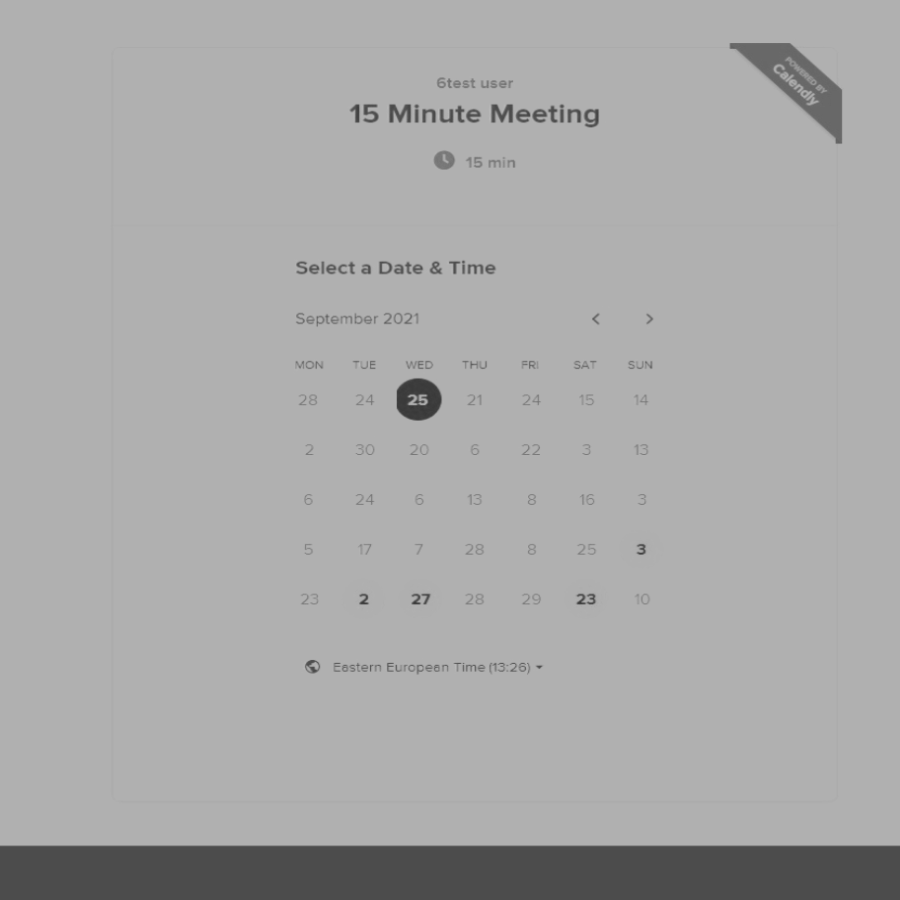 POWERED BY
Calendly
6test user
15 Minute Meeting
15 min
Select a Date & Time
September 2021
MON TUE WED THU FRI SAT SUN
28 24 25 21 24 15 14
2 30 20 6 22 3 13
6 24 6 13 8 16 3
5 17 7 28 8 25 3
23 2 27 28 29 23 10
Eastern European Time (13:26)